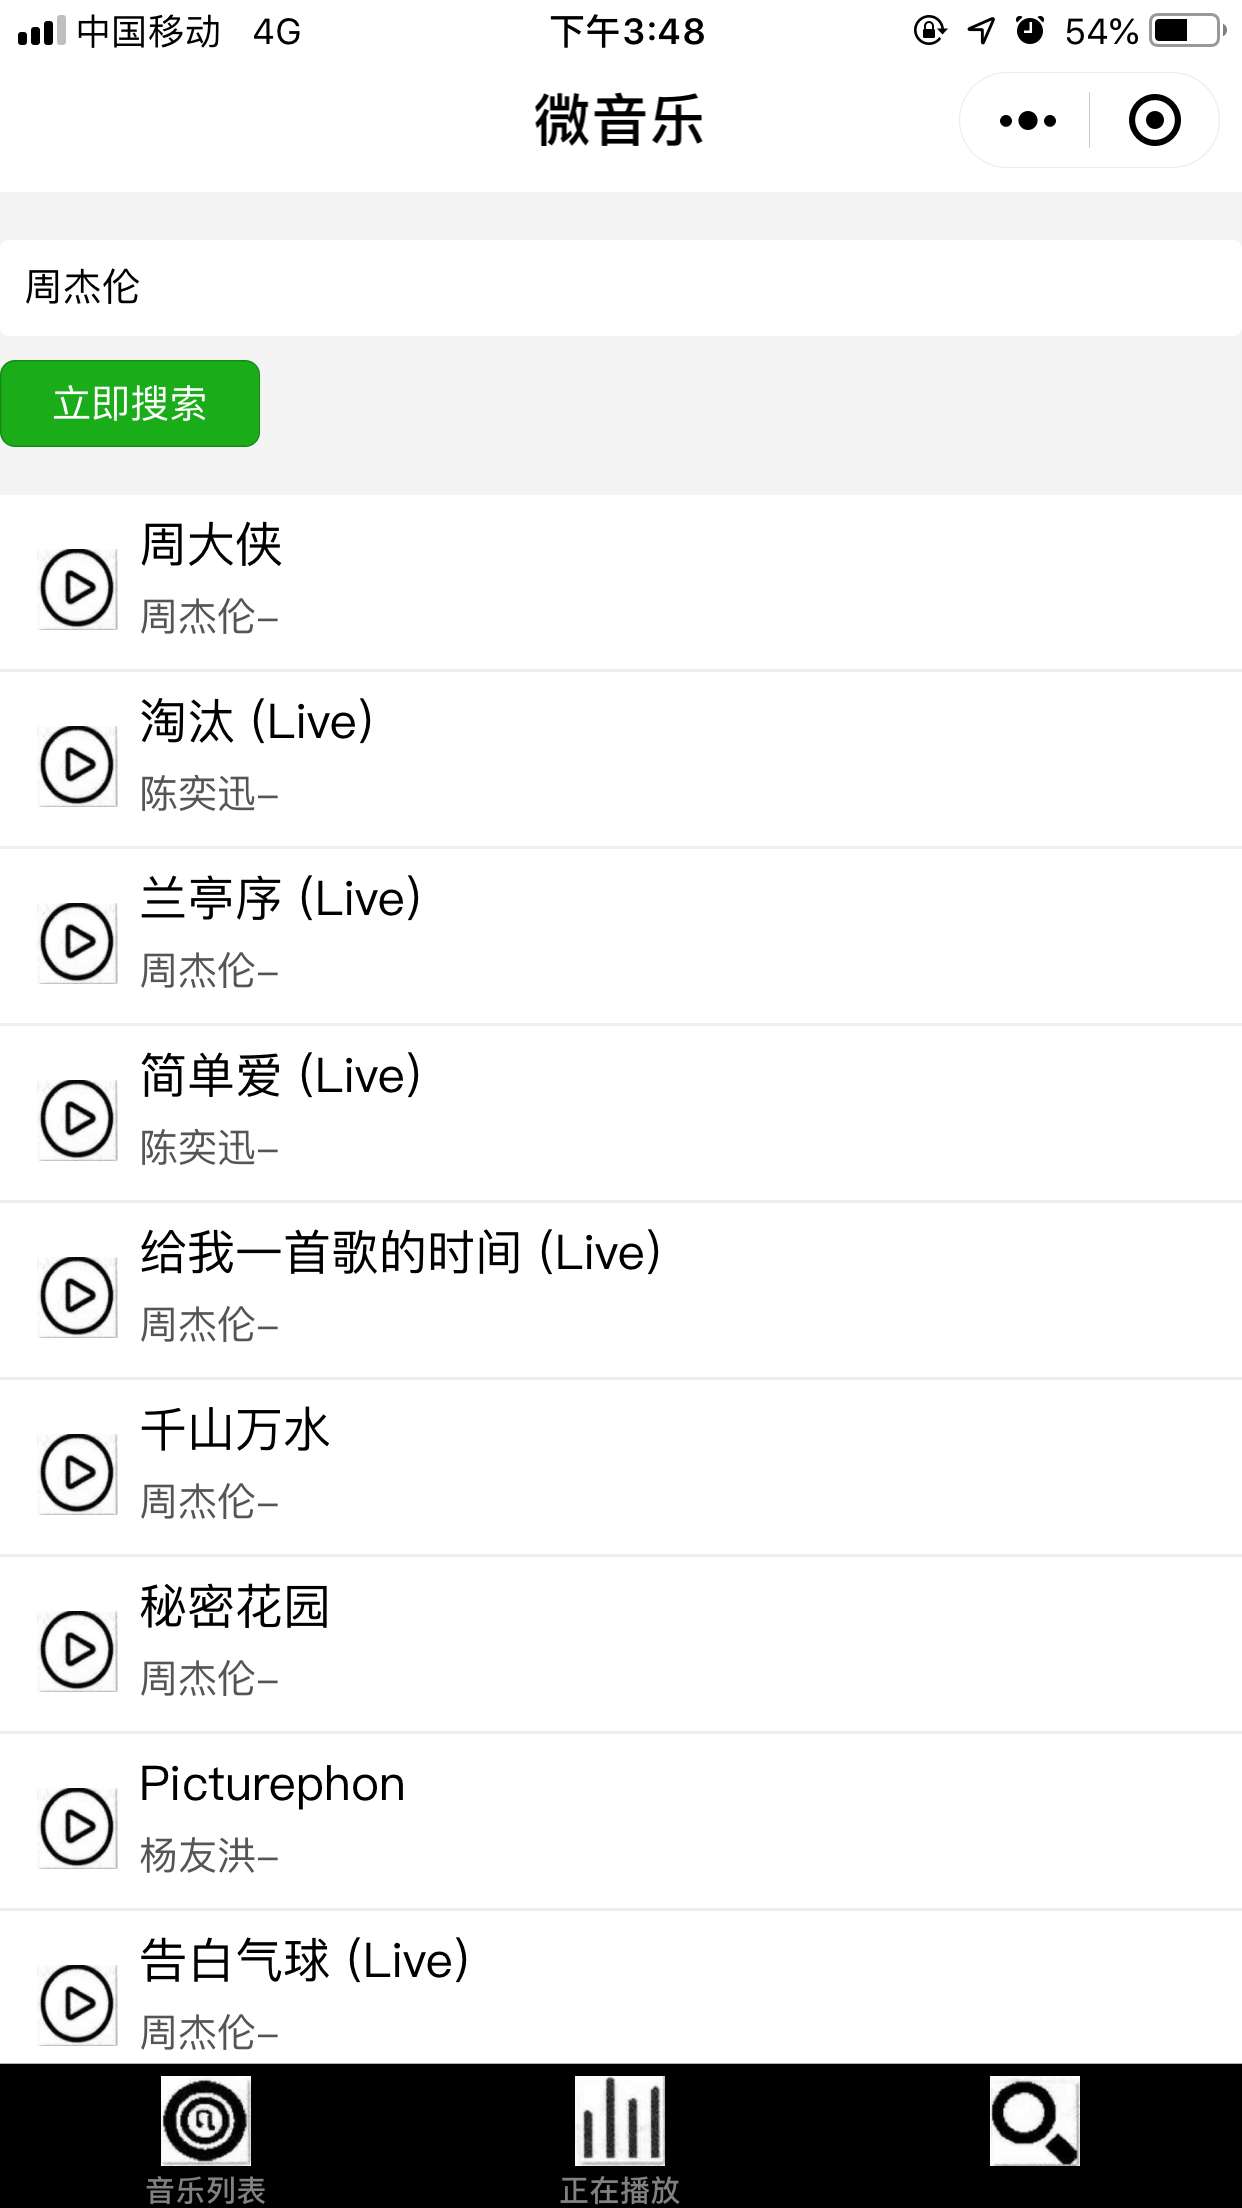 中国移动 4G 下午3:48 54%
微音乐
周杰伦
立即搜索
周大侠
周杰伦-
淘汰 (Live)
陈奕迅-
兰亭序 (Live)
周杰伦-
简单爱 (Live)
陈奕迅-
给我一首歌的时间 (Live)
周杰伦-
千山万水
周杰伦-
秘密花园
周杰伦-
Picturephon
杨友洪-
告白气球 (Live)
周杰伦-
音乐列表 正在播放